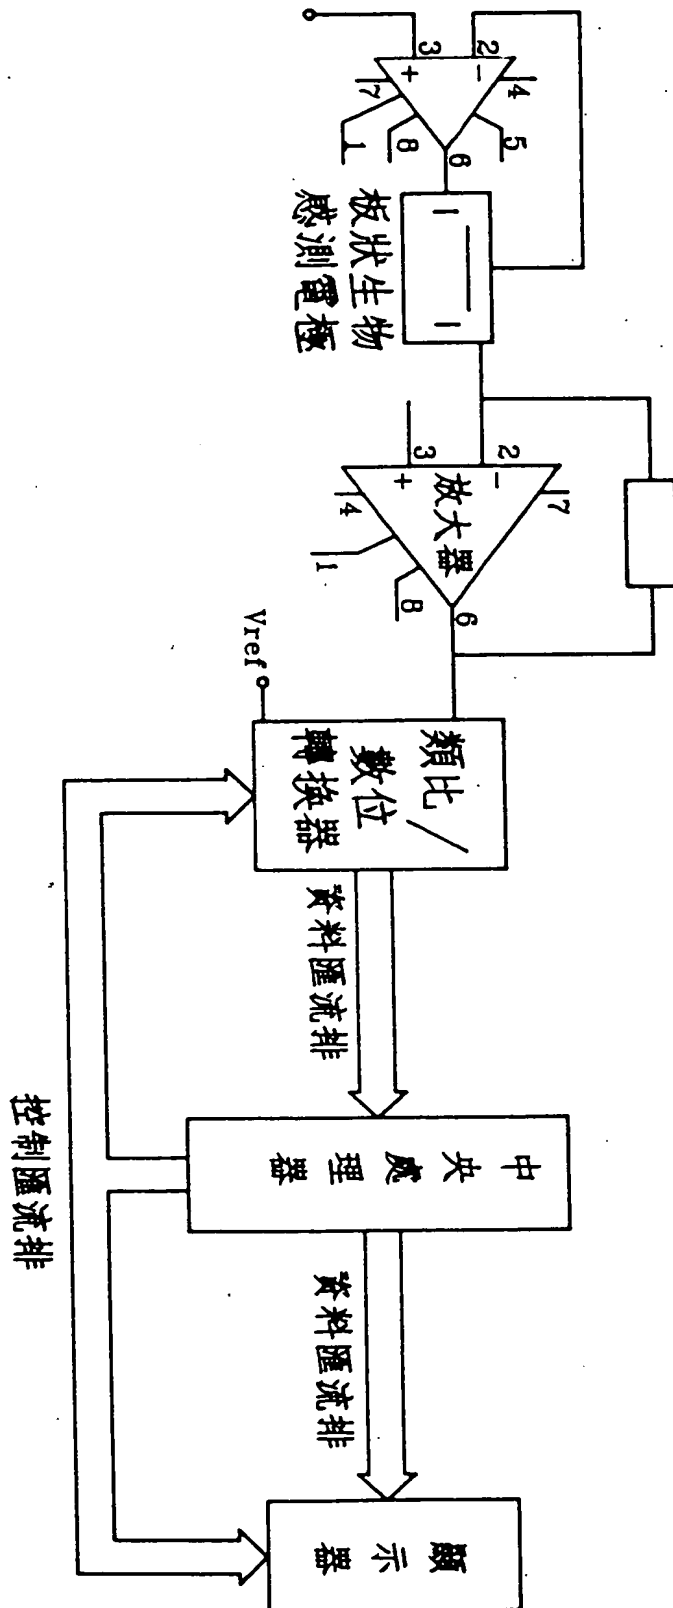 2
3
-
+
4
7
5
1
8
6
板狀生物
感測電極
2
3
-
+
放大器
7
4
1
8
6
Vref
類比/
數位
轉換器
資料匯流排
控制匯流排
中央處理器
資料匯流排
顯示器